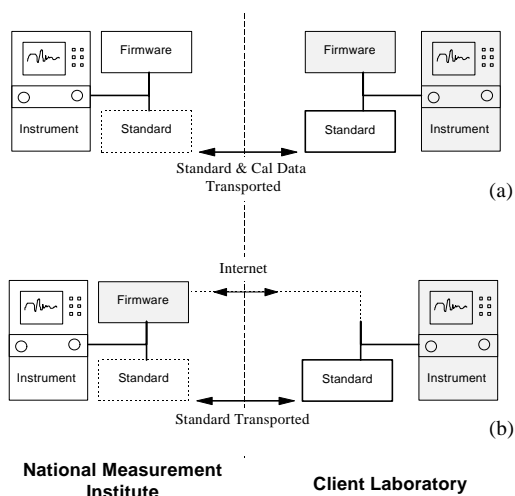 Firmware
Firmware
Instrument
Standard
Standard
Instrument
Standard & Cal Data
Transported
(a)
Internet
Firmware
Instrument
Standard
Standard
Instrument
Standard Transported
(b)
National Measurement
Institute
Client Laboratory